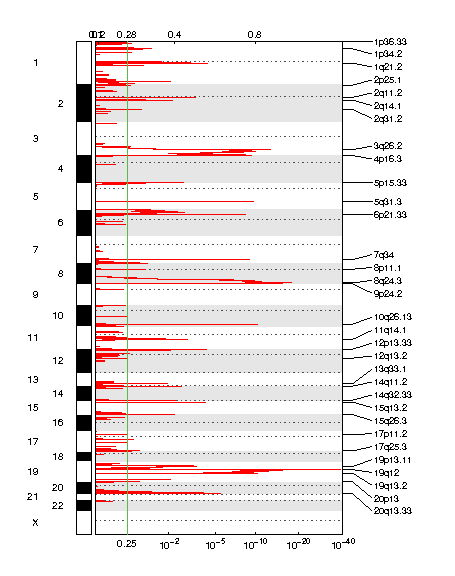 0.1 0.2 0.28 0.4 0.8
1
2
3
4
5
6
7
8
9
10
11
12
13
14
15
16
17
18
19
20
21
22
X
1p36.33
1p34.2
1q21.2
2p25.1
2q11.2
2q14.1
2q31.2
3q26.2
4p16.3
5p15.33
5q31.3
6p21.33
7q34
8p11.1
8q24.3
9p24.2
10q26.13
11q14.1
12p13.33
12q13.2
13q33.1
14q11.2
14q32.33
15q13.2
15q26.3
17p11.2
17q25.3
19p13.11
19q12
19q13.2
20p13
20q13.33
0.25 10⁻² 10⁻⁵ 10⁻¹⁰ 10⁻²⁰ 10⁻⁴⁰